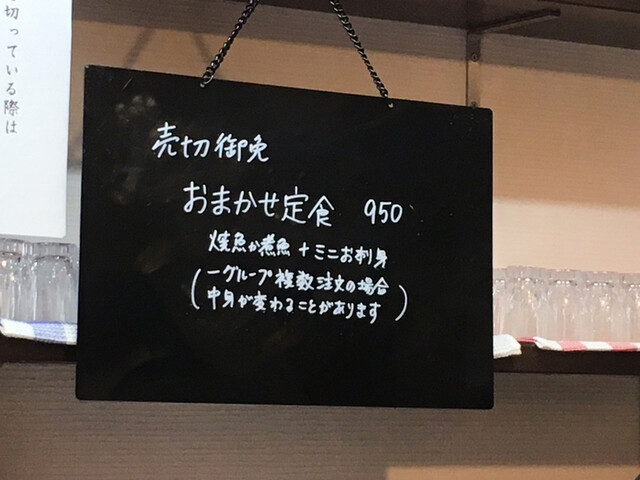 切っている際は
売切御免
おまかせ定食 950
焼魚か煮魚+ミニお刺身
(一グループ複数注文の場合
中身が変わることがあります)